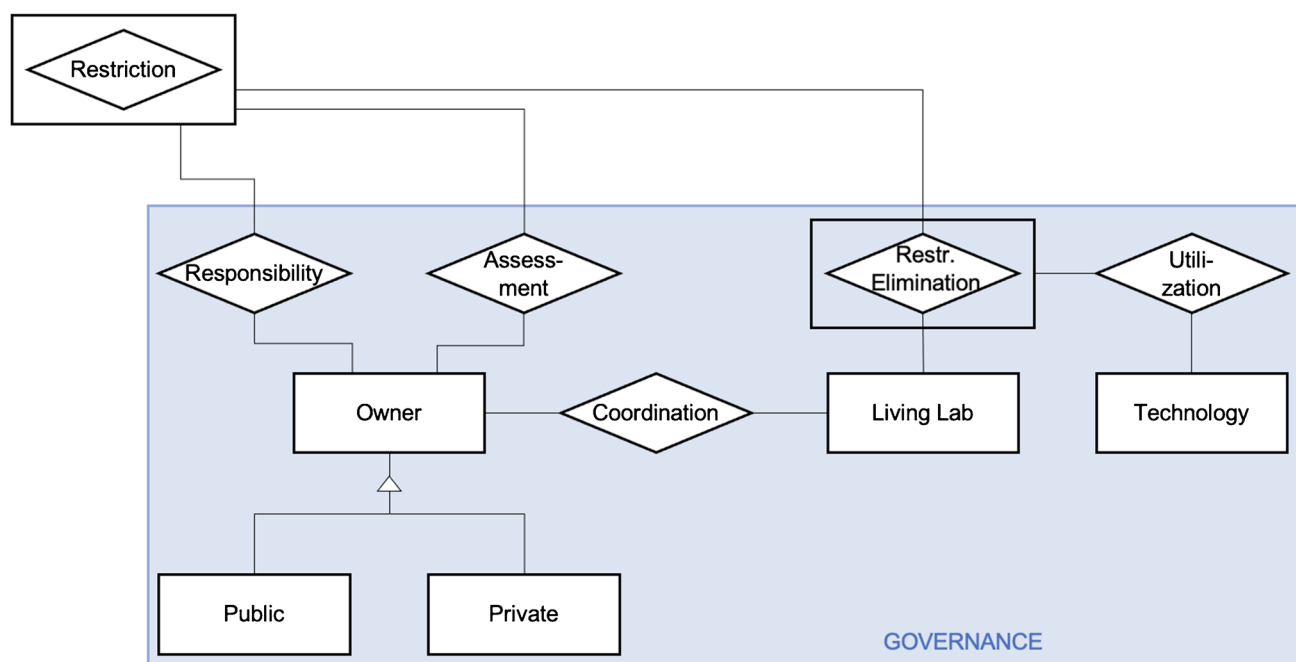 Restriction
Responsibility
Assess-
ment
Restr.
Elimination
Utili-
zation
Owner
Coordination
Living Lab
Technology
Public
Private
GOVERNANCE